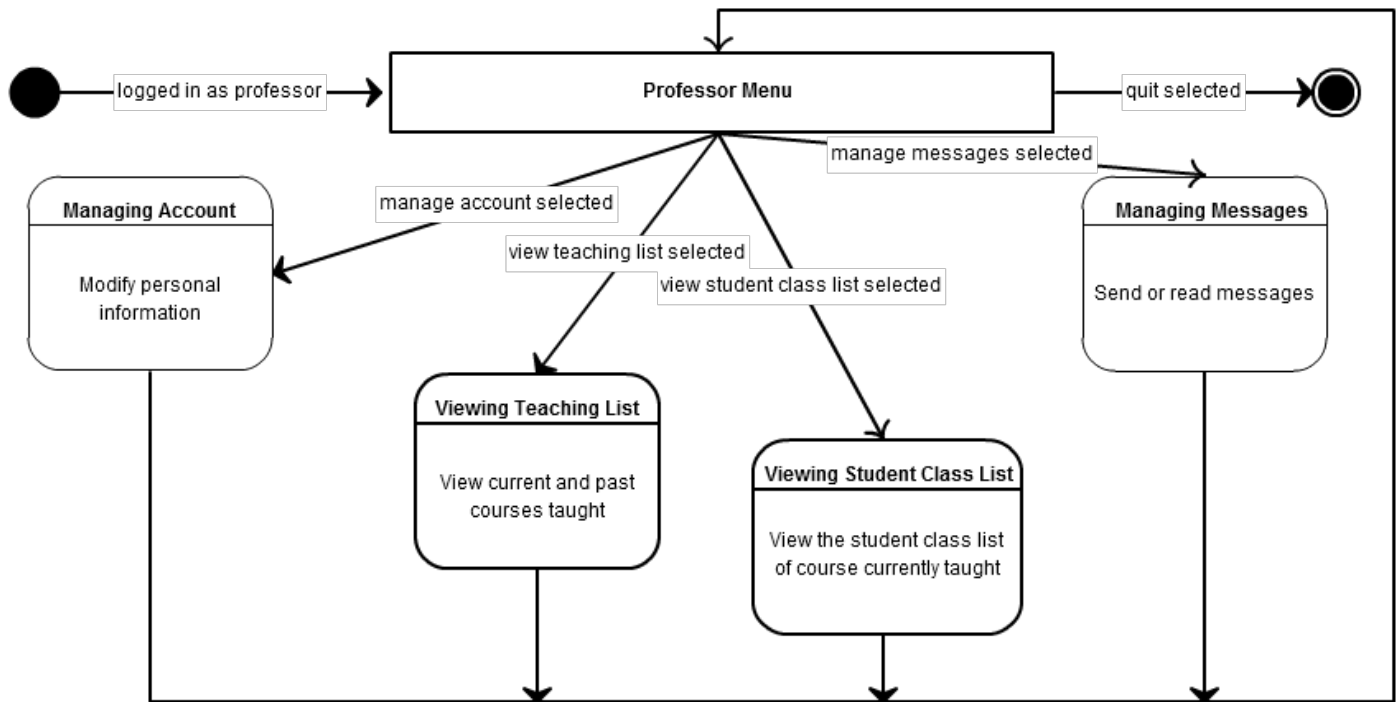 Professor Menu
logged in as professor
quit selected
manage messages selected
manage account selected
view teaching list selected
view student class list selected
Managing Account
Modify personal
information
Managing Messages
Send or read messages
Viewing Teaching List
View current and past
courses taught
Viewing Student Class List
View the student class list
of course currently taught